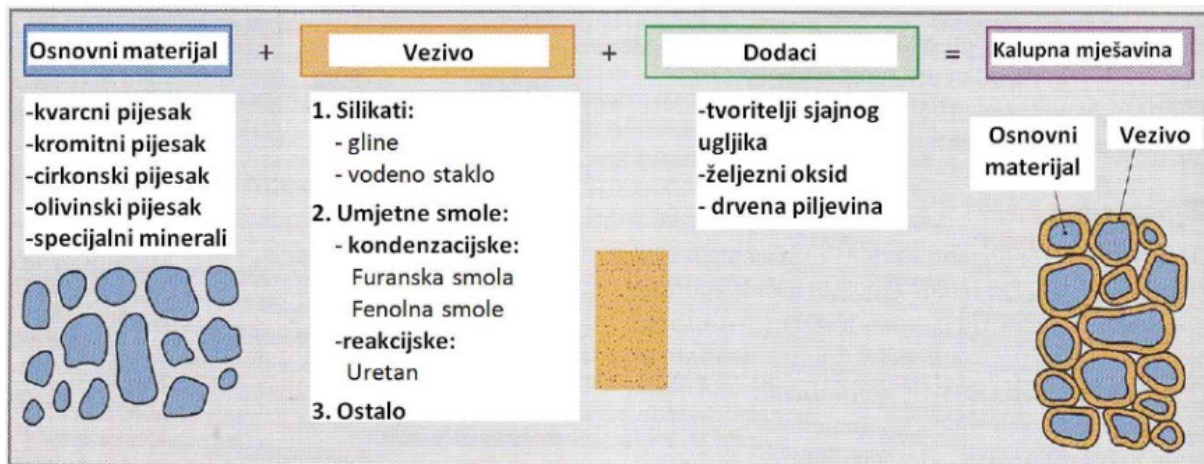 Osnovni materijal + Vezivo + Dodaci = Kalupna mješavina
-kvarcni pijesak
-kromitni pijesak
-cirkonski pijesak
-olivinski pijesak
-specijalni minerali
1. Silikati:
- gline
- vodeno staklo
2. Umjetne smole:
- kondenzacijske:
Furanska smola
Fenolna smole
-reakcijske:
Uretan
3. Ostalo
-tvoritelji sjajnog
ugljika
-željezni oksid
- drvena piljevina
Osnovni
materijal
Vezivo